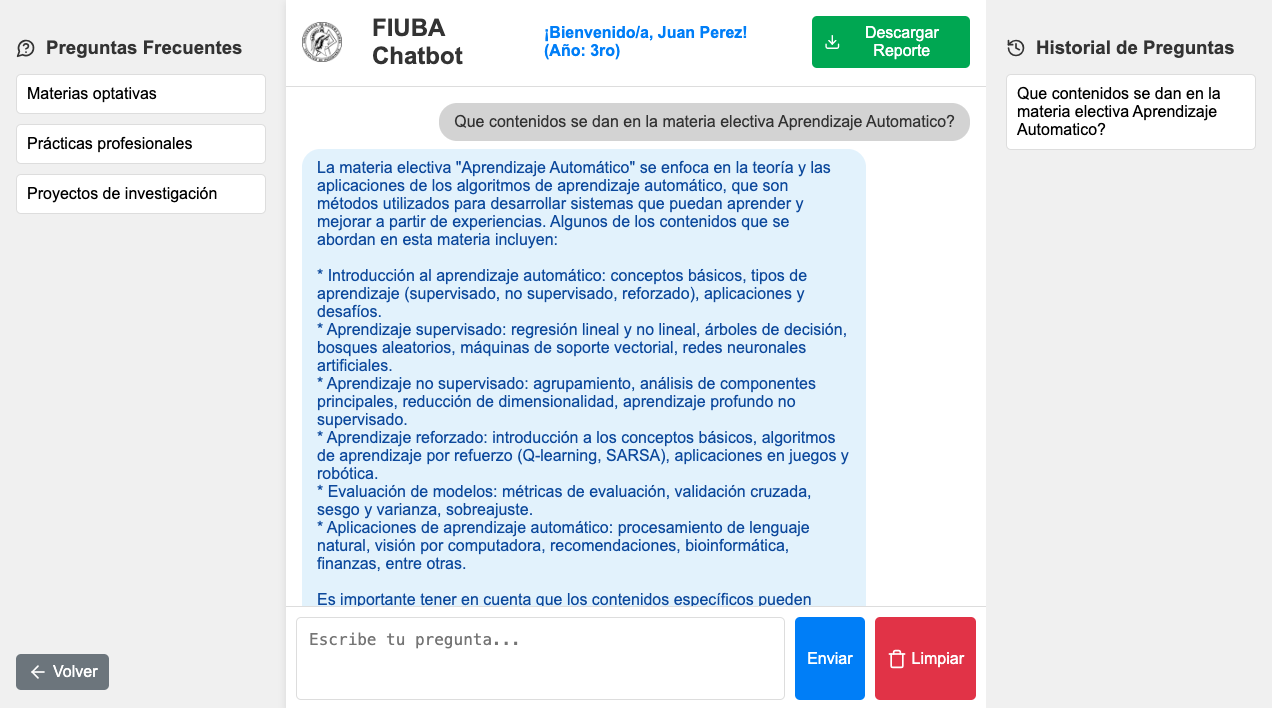 Preguntas Frecuentes
Materias optativas
Prácticas profesionales
Proyectos de investigación
Volver
FIUBA
Chatbot
¡Bienvenido/a, Juan Perez!
(Año: 3ro)
Descargar
Reporte
Que contenidos se dan en la materia electiva Aprendizaje Automatico?
La materia electiva "Aprendizaje Automático" se enfoca en la teoría y las
aplicaciones de los algoritmos de aprendizaje automático, que son
métodos utilizados para desarrollar sistemas que puedan aprender y
mejorar a partir de experiencias. Algunos de los contenidos que se
abordan en esta materia incluyen:
* Introducción al aprendizaje automático: conceptos básicos, tipos de
aprendizaje (supervisado, no supervisado, reforzado), aplicaciones y
desafíos.
* Aprendizaje supervisado: regresión lineal y no lineal, árboles de decisión,
bosques aleatorios, máquinas de soporte vectorial, redes neuronales
artificiales.
* Aprendizaje no supervisado: agrupamiento, análisis de componentes
principales, reducción de dimensionalidad, aprendizaje profundo no
supervisado.
* Aprendizaje reforzado: introducción a los conceptos básicos, algoritmos
de aprendizaje por refuerzo (Q-learning, SARSA), aplicaciones en juegos y
robótica.
* Evaluación de modelos: métricas de evaluación, validación cruzada,
sesgo y varianza, sobreajuste.
* Aplicaciones de aprendizaje automático: procesamiento de lenguaje
natural, visión por computadora, recomendaciones, bioinformática,
finanzas, entre otras.
Es importante tener en cuenta que los contenidos específicos pueden
Escribe tu pregunta...
Enviar
Limpiar
Historial de Preguntas
Que contenidos se dan en la
materia electiva Aprendizaje
Automatico?